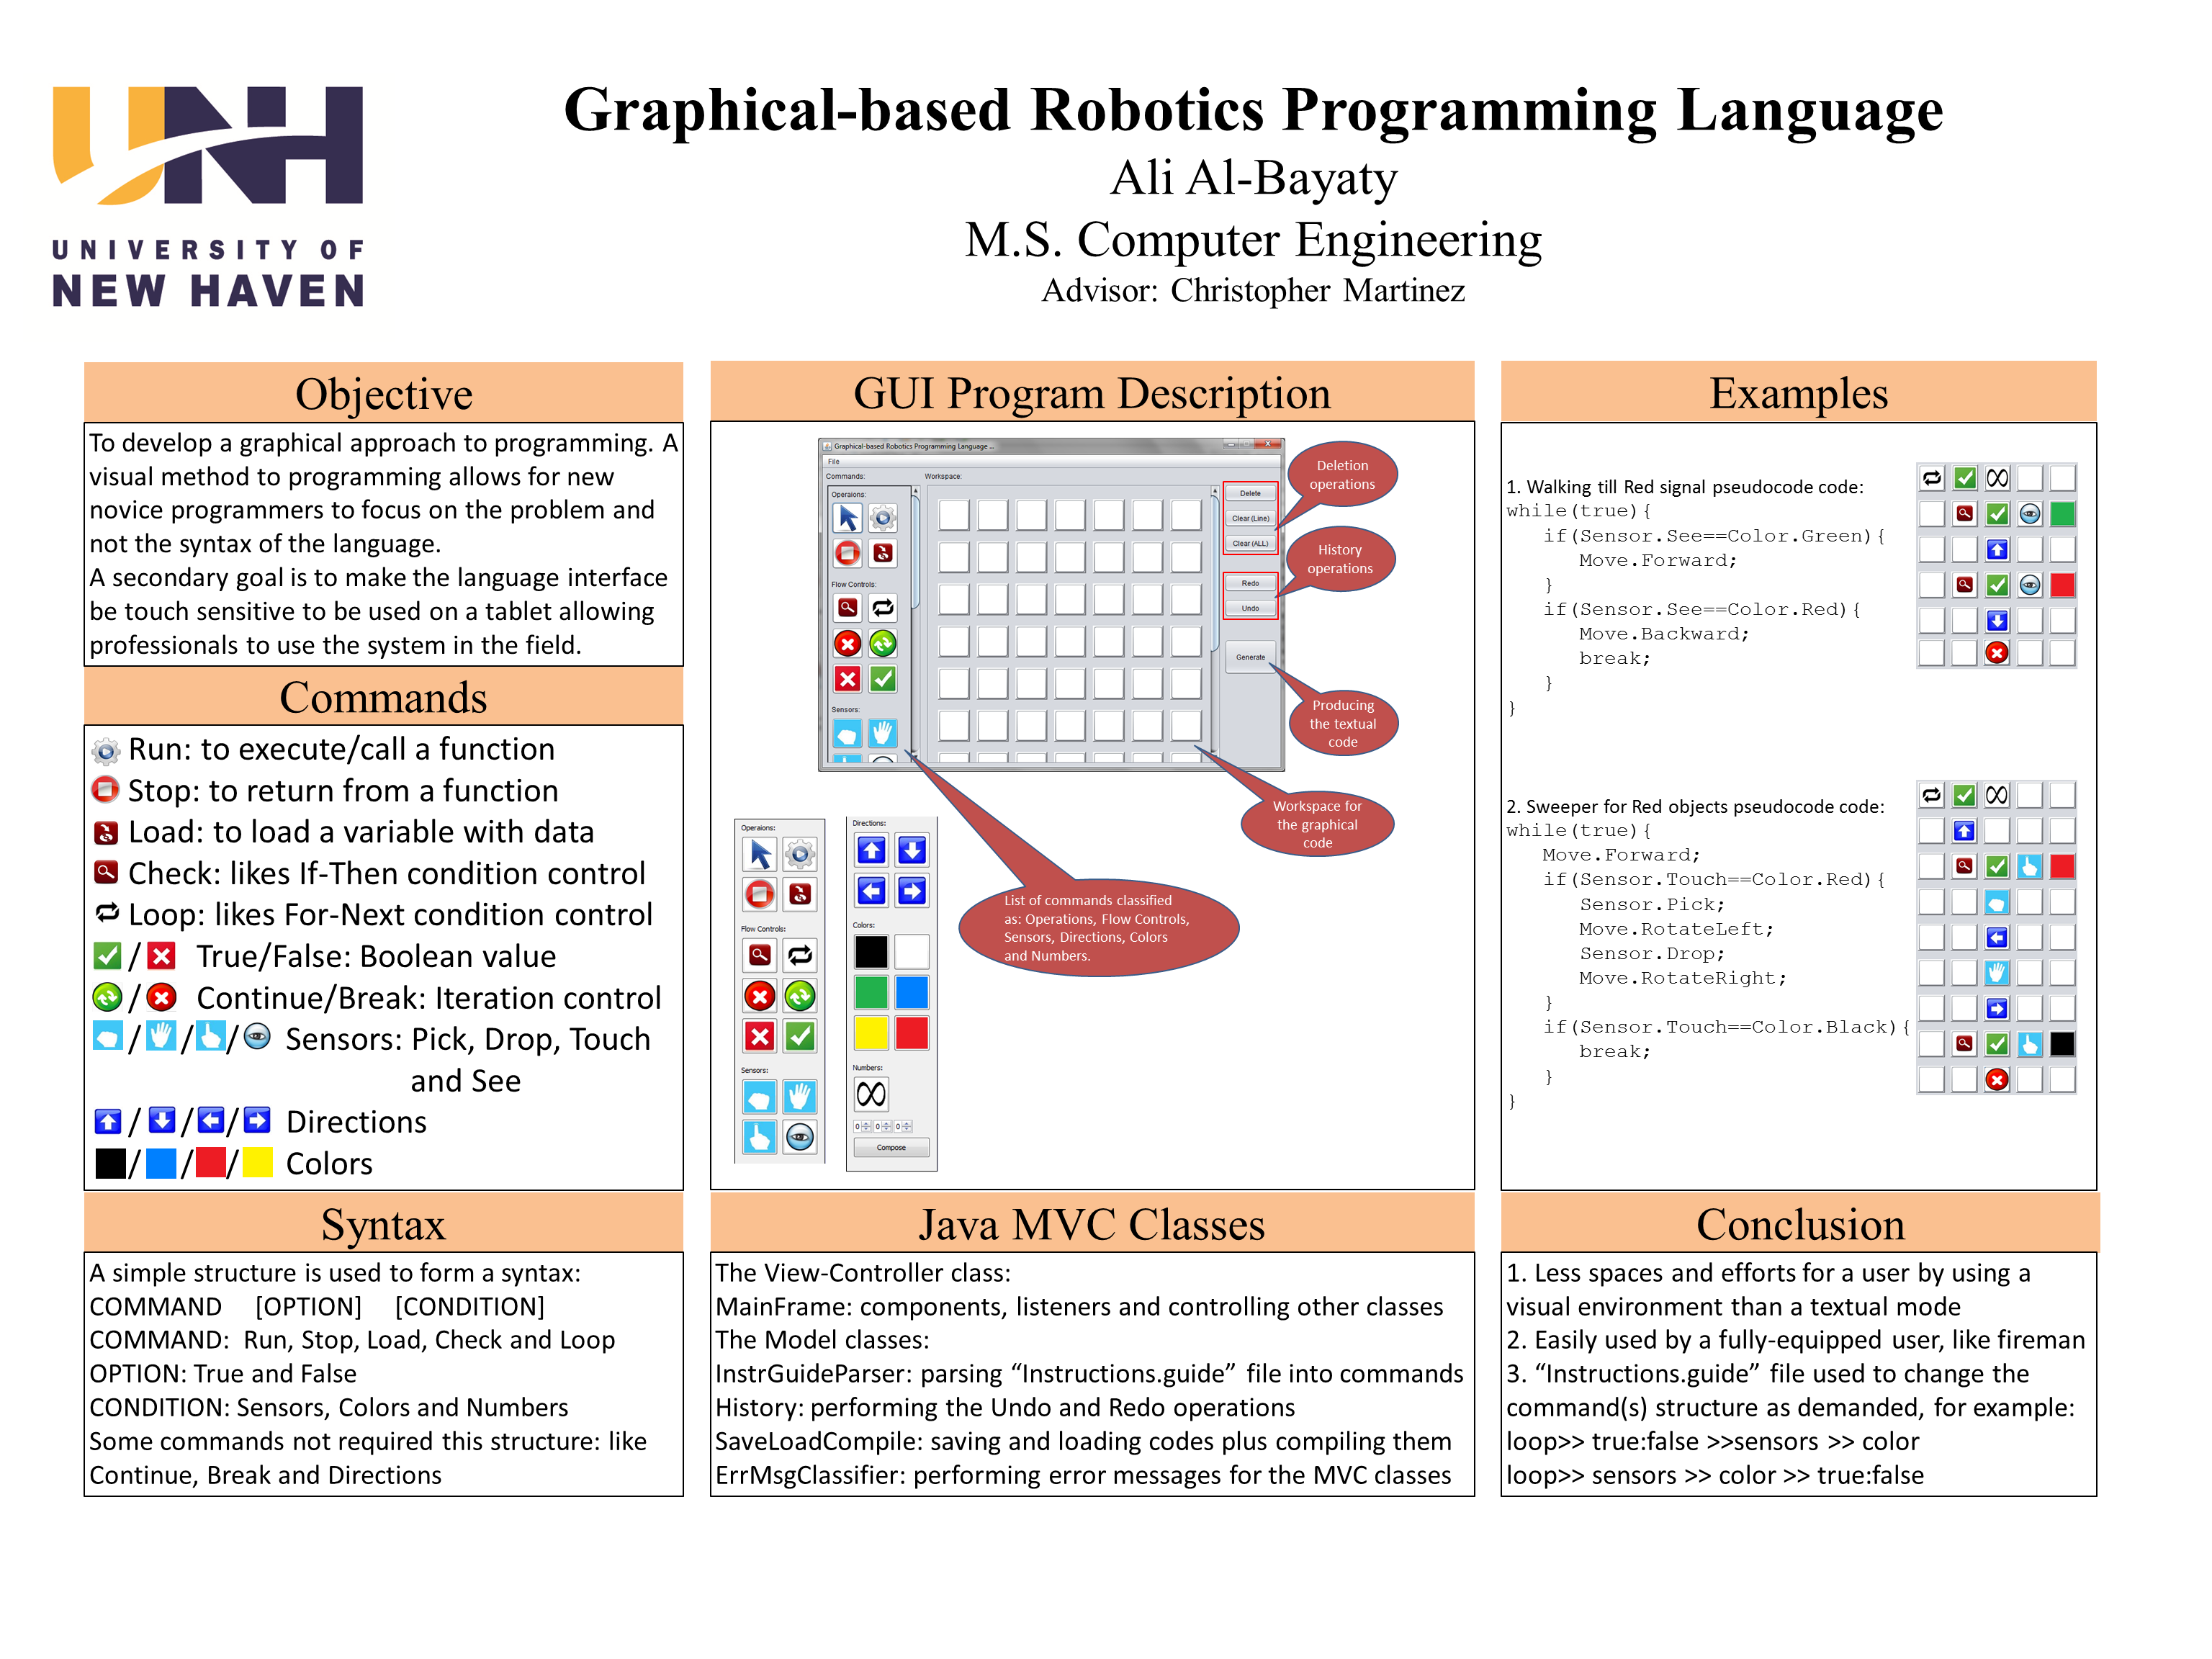 UNH
UNIVERSITY OF
NEW HAVEN
Graphical-based Robotics Programming Language
Ali Al-Bayaty
M.S. Computer Engineering
Advisor: Christopher Martinez
Objective
To develop a graphical approach to programming. A
visual method to programming allows for new
novice programmers to focus on the problem and
not the syntax of the language.
A secondary goal is to make the language interface
be touch sensitive to be used on a tablet allowing
professionals to use the system in the field.
Commands
Run: to execute/call a function
Stop: to return from a function
Load: to load a variable with data
Check: likes If-Then condition control
Loop: likes For-Next condition control
/ True/False: Boolean value
/ Continue/Break: Iteration control
/ / / Sensors: Pick, Drop, Touch
and See
/ / / Directions
/ / / Colors
Syntax
A simple structure is used to form a syntax:
COMMAND [OPTION] [CONDITION]
COMMAND: Run, Stop, Load, Check and Loop
OPTION: True and False
CONDITION: Sensors, Colors and Numbers
Some commands not required this structure: like
Continue, Break and Directions
GUI Program Description
Graphical-based Robotics Programming Language ...
File
Commands:
Workspace:
Operaions:
Flow Controls:
Sensors:
Delete
Clear (Line)
Clear (ALL)
Redo
Undo
Generate
Deletion
operations
History
operations
Producing
the textual
code
Workspace for
the graphical
code
List of commands classified
as: Operations, Flow Controls,
Sensors, Directions, Colors
and Numbers.
Operaions:
Flow Controls:
Sensors:
Directions:
Colors:
Numbers:
0 0 0
Compose
Java MVC Classes
The View-Controller class:
MainFrame: components, listeners and controlling other classes
The Model classes:
InstrGuideParser: parsing “Instructions.guide” file into commands
History: performing the Undo and Redo operations
SaveLoadCompile: saving and loading codes plus compiling them
ErrMsgClassifier: performing error messages for the MVC classes
Examples
1. Walking till Red signal pseudocode code:
while(true){
if(Sensor.See==Color.Green){
Move.Forward;
}
if(Sensor.See==Color.Red){
Move.Backward;
break;
}
}
2. Sweeper for Red objects pseudocode code:
while(true){
Move.Forward;
if(Sensor.Touch==Color.Red){
Sensor.Pick;
Move.RotateLeft;
Sensor.Drop;
Move.RotateRight;
}
if(Sensor.Touch==Color.Black){
break;
}
}
Conclusion
1. Less spaces and efforts for a user by using a
visual environment than a textual mode
2. Easily used by a fully-equipped user, like fireman
3. “Instructions.guide” file used to change the
command(s) structure as demanded, for example:
loop>> true:false >>sensors >> color
loop>> sensors >> color >> true:false